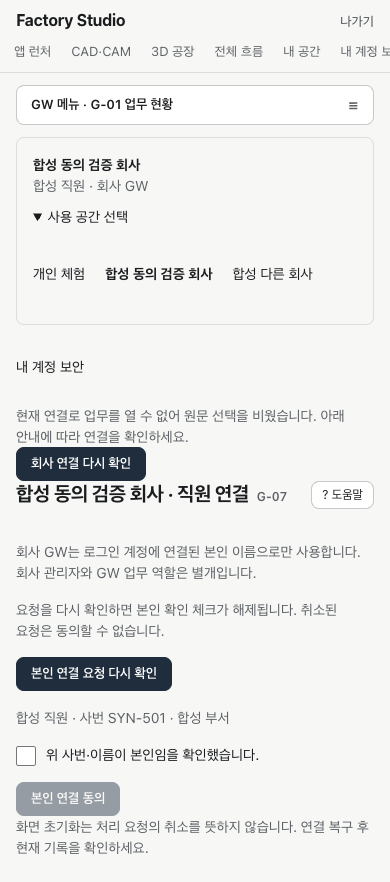 Factory Studio
나가기
앱 런처 CAD·CAM 3D 공장 전체 흐름 내 공간 내 계정 보
GW 메뉴 · G-01 업무 현황 ≡
합성 동의 검증 회사
합성 직원 · 회사 GW
▼ 사용 공간 선택
개인 체험 합성 동의 검증 회사 합성 다른 회사
내 계정 보안
현재 연결로 업무를 열 수 없어 원문 선택을 비웠습니다. 아래
안내에 따라 연결을 확인하세요.
회사 연결 다시 확인
합성 동의 검증 회사 · 직원 연결 G-07
? 도움말
회사 GW는 로그인 계정에 연결된 본인 이름으로만 사용합니다.
회사 관리자와 GW 업무 역할은 별개입니다.
요청을 다시 확인하면 본인 확인 체크가 해제됩니다. 취소된
요청은 동의할 수 없습니다.
본인 연결 요청 다시 확인
합성 직원 · 사번 SYN-501 · 합성 부서
위 사번·이름이 본인임을 확인했습니다.
본인 연결 동의
화면 초기화는 처리 요청의 취소를 뜻하지 않습니다. 연결 복구 후
현재 기록을 확인하세요.